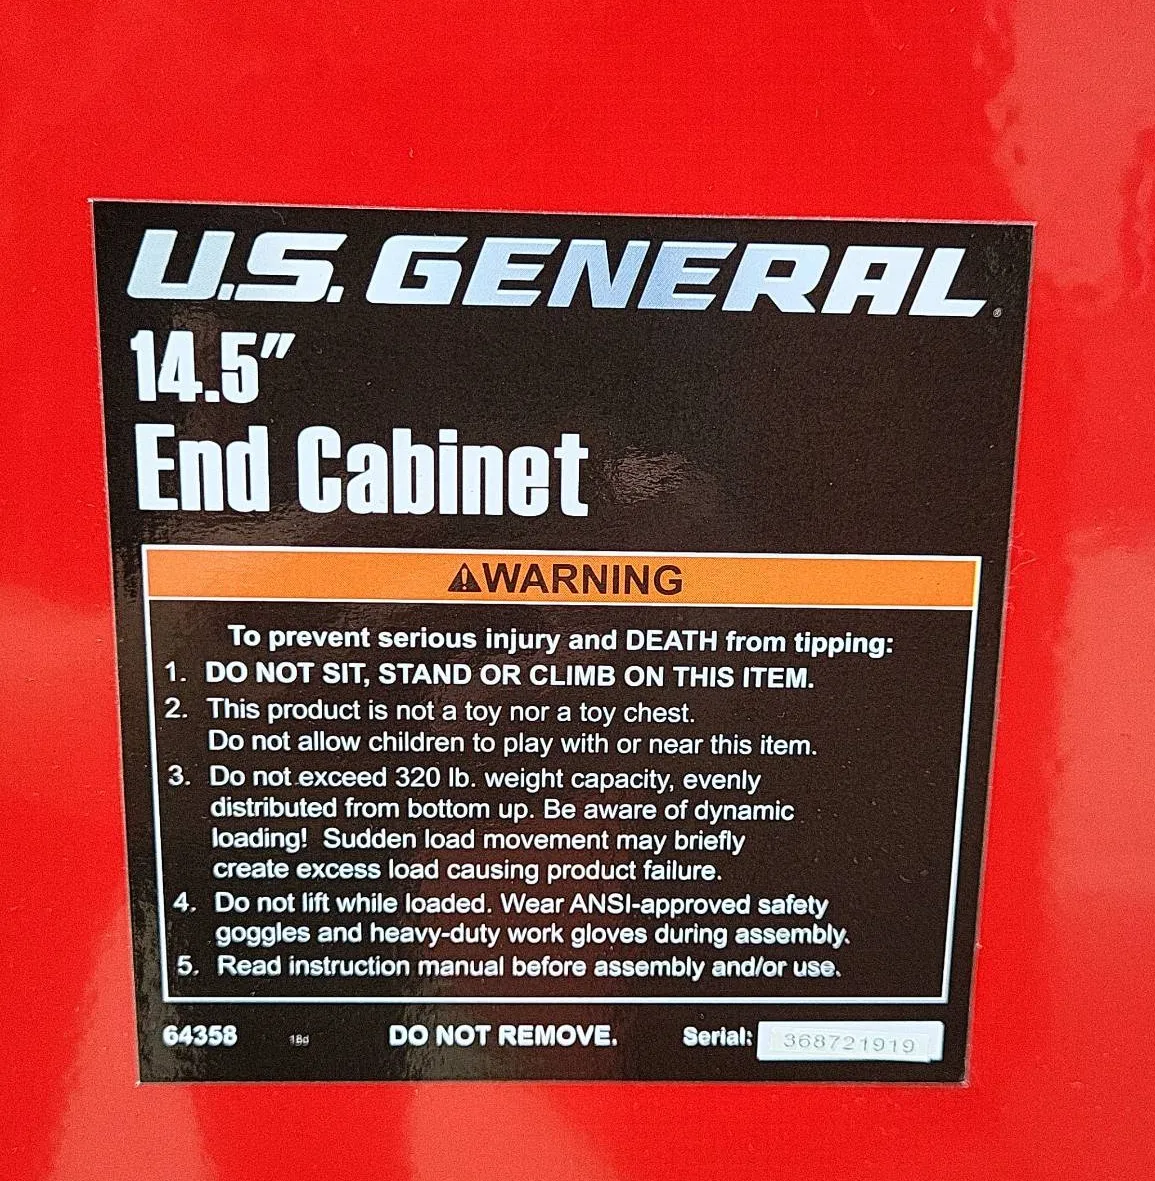 U.S. GENERAL®
14.5"
End Cabinet
⚠WARNING
To prevent serious injury and DEATH from tipping:
1. DO NOT SIT, STAND OR CLIMB ON THIS ITEM.
2. This product is not a toy nor a toy chest.
Do not allow children to play with or near this item.
3. Do not exceed 320 lb. weight capacity, evenly
distributed from bottom up. Be aware of dynamic
loading! Sudden load movement may briefly
create excess load causing product failure.
4. Do not lift while loaded. Wear ANSI-approved safety
goggles and heavy-duty work gloves during assembly.
5. Read instruction manual before assembly and/or use.
64358 18d DO NOT REMOVE. Serial: 368721919